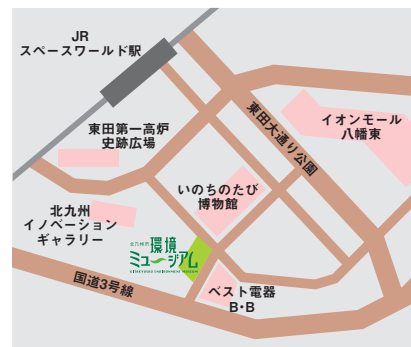 JR
スペースワールド駅
東田第一高炉
史跡広場
東田大通り公園
イオンモール
八幡東
いのちのたび
博物館
北九州
イノベーション
ギャラリー
北九州市
環境
ミュージアム
KITAKYUSHU ENVIRONMENT MUSEUM
国道3号線
ベスト電器
B・B